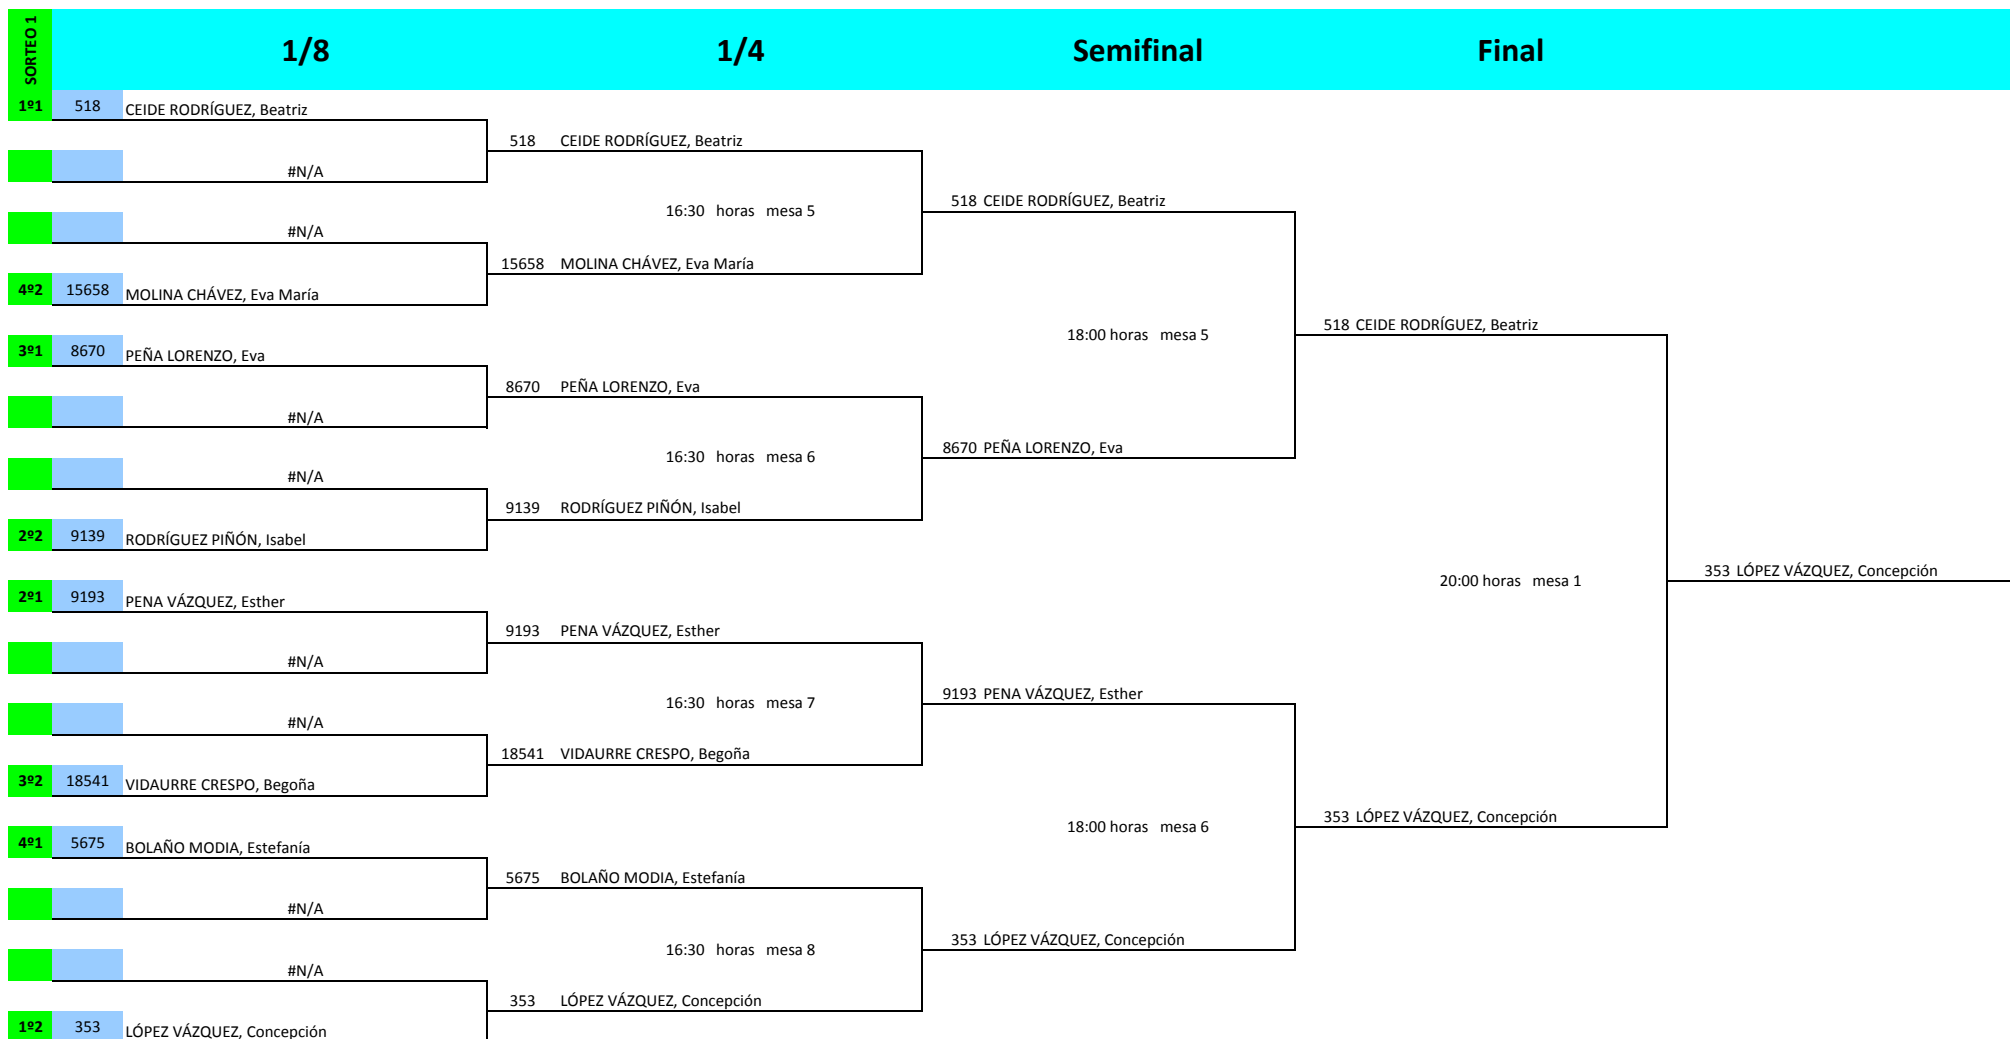 SORTEO 1
1/8 1/4 Semifinal Final
1º1 518 CEIDE RODRÍGUEZ, Beatriz
518 CEIDE RODRÍGUEZ, Beatriz
#N/A
518 CEIDE RODRÍGUEZ, Beatriz
16:30 horas mesa 5
#N/A
15658 MOLINA CHÁVEZ, Eva María
4º2 15658 MOLINA CHÁVEZ, Eva María
518 CEIDE RODRÍGUEZ, Beatriz
18:00 horas mesa 5
3º1 8670 PEÑA LORENZO, Eva
8670 PEÑA LORENZO, Eva
#N/A
8670 PEÑA LORENZO, Eva
16:30 horas mesa 6
#N/A
9139 RODRÍGUEZ PIÑÓN, Isabel
2º2 9139 RODRÍGUEZ PIÑÓN, Isabel
353 LÓPEZ VÁZQUEZ, Concepción
20:00 horas mesa 1
2º1 9193 PENA VÁZQUEZ, Esther
9193 PENA VÁZQUEZ, Esther
#N/A
9193 PENA VÁZQUEZ, Esther
16:30 horas mesa 7
#N/A
18541 VIDAURRE CRESPO, Begoña
3º2 18541 VIDAURRE CRESPO, Begoña
353 LÓPEZ VÁZQUEZ, Concepción
18:00 horas mesa 6
4º1 5675 BOLAÑO MODIA, Estefanía
5675 BOLAÑO MODIA, Estefanía
#N/A
353 LÓPEZ VÁZQUEZ, Concepción
16:30 horas mesa 8
#N/A
353 LÓPEZ VÁZQUEZ, Concepción
1º2 353 LÓPEZ VÁZQUEZ, Concepción